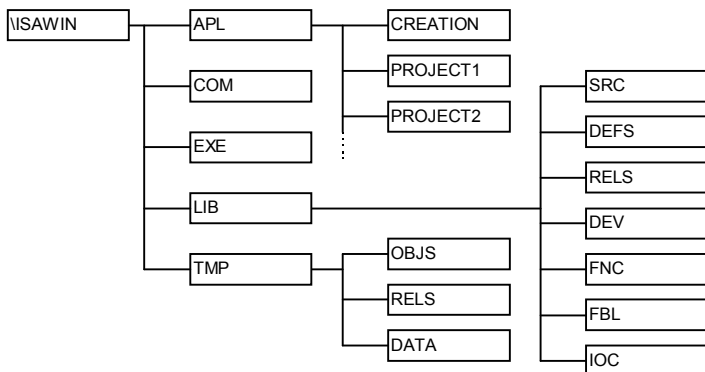 \ISAWIN
APL
CREATION
PROJECT1
PROJECT2
COM
EXE
LIB
SRC
DEFS
RELS
DEV
FNC
FBL
IOC
TMP
OBJS
RELS
DATA